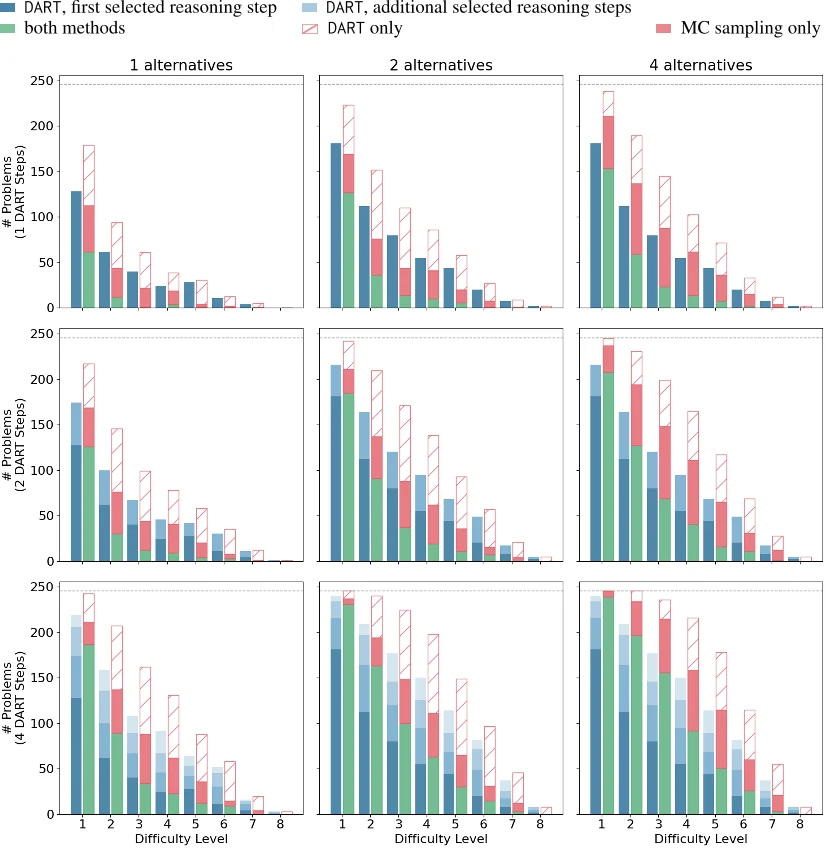 DART, first selected reasoning step DART, additional selected reasoning steps
both methods DART only MC sampling only
1 alternatives 2 alternatives 4 alternatives
# Problems
(1 DART Steps)
250
200
150
100
50
0
# Problems
(2 DART Steps)
250
200
150
100
50
0
# Problems
(4 DART Steps)
250
200
150
100
50
0
1 2 3 4 5 6 7 8 1 2 3 4 5 6 7 8 1 2 3 4 5 6 7 8
Difficulty Level Difficulty Level Difficulty Level